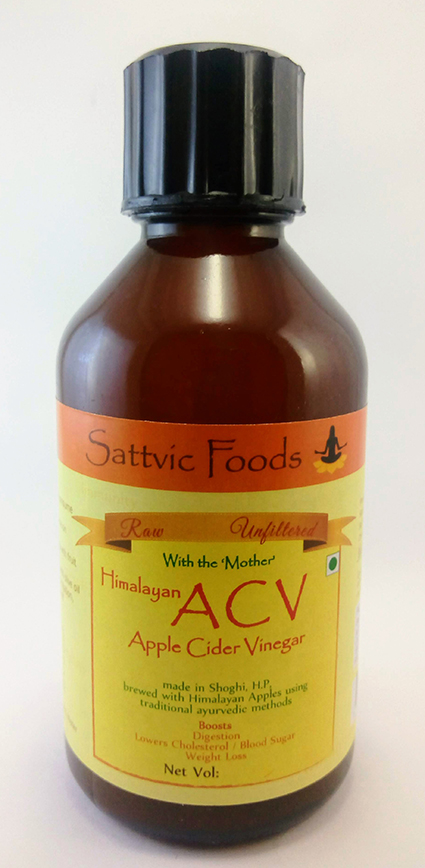 Sattvic Foods
Raw Unfiltered
With the 'Mother'
Himalayan
ACV
Apple Cider Vinegar
made in Shoghi, H.P.
brewed with Himalayan Apples using
traditional ayurvedic methods
Boosts
Digestion
Lowers Cholesterol / Blood Sugar
Weight Loss
Net Vol: